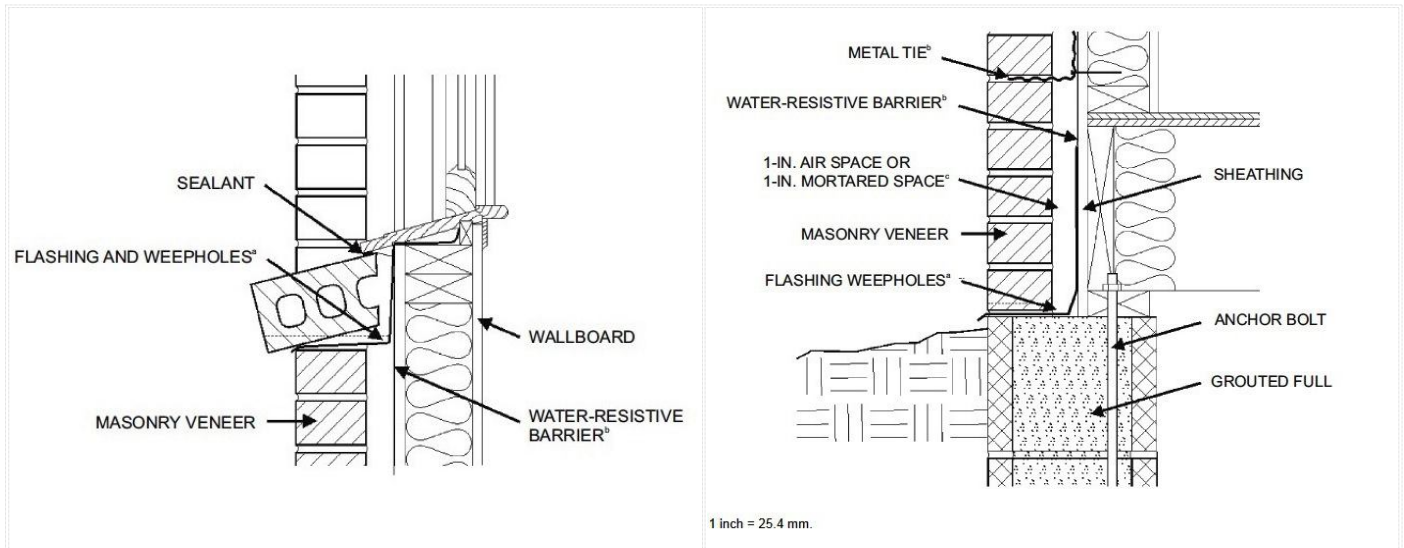 SEALANT
FLASHING AND WEEPHOLESᵃ
MASONRY VENEER
WALLBOARD
WATER-RESISTIVE
BARRIERᵇ
METAL TIEᵇ
WATER-RESISTIVE BARRIERᵇ
1-IN. AIR SPACE OR
1-IN. MORTARED SPACEᶜ
MASONRY VENEER
FLASHING WEEPHOLESᵃ
SHEATHING
ANCHOR BOLT
GROUTED FULL
1 inch = 25.4 mm.